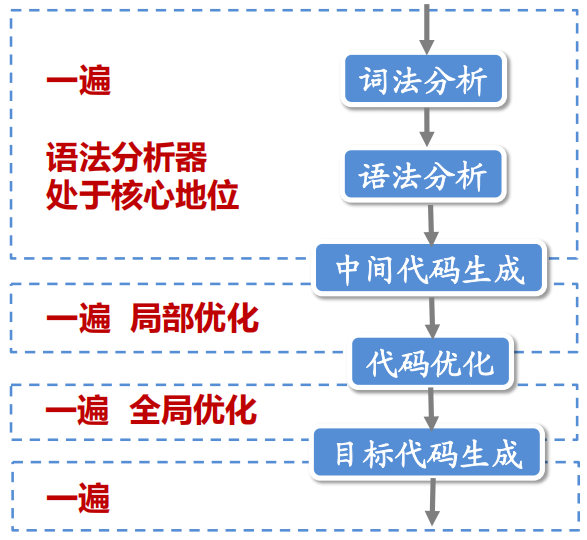 一遍
词法分析
语法分析器
处于核心地位
语法分析
中间代码生成
一遍 局部优化
代码优化
一遍 全局优化
目标代码生成
一遍